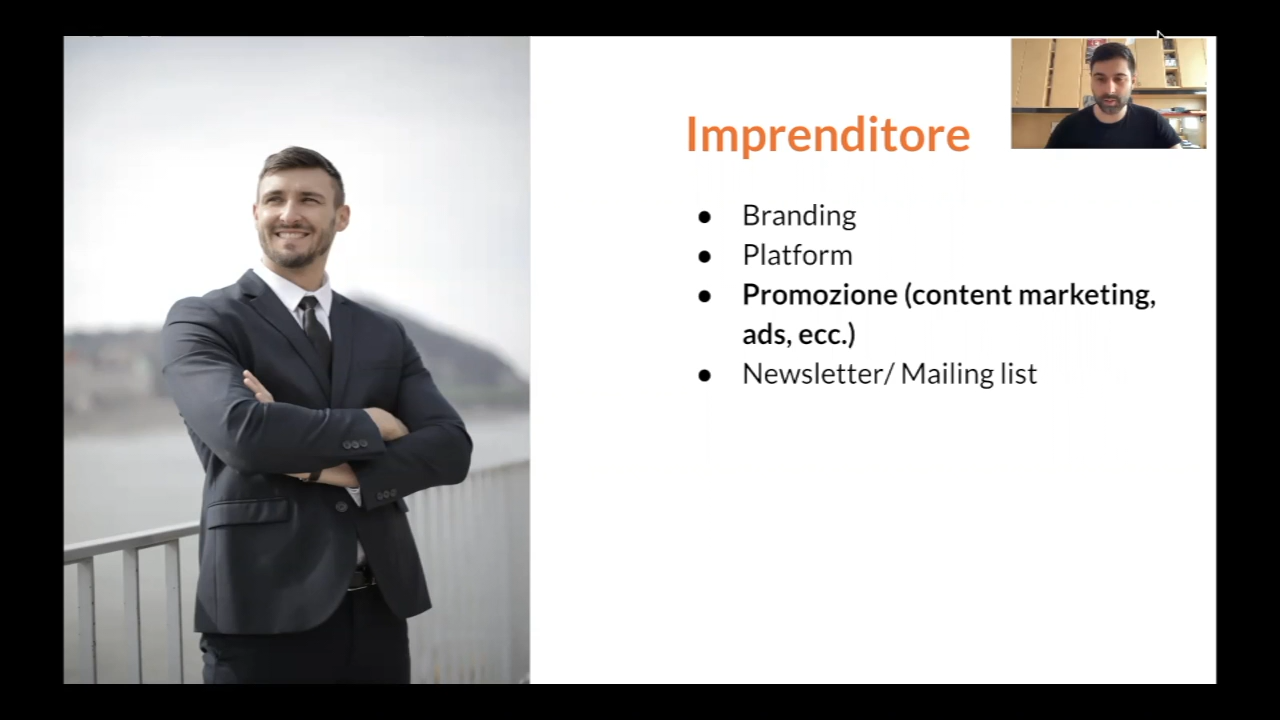 Imprenditore
● Branding
● Platform
● Promozione (content marketing,
ads, ecc.)
● Newsletter/ Mailing list